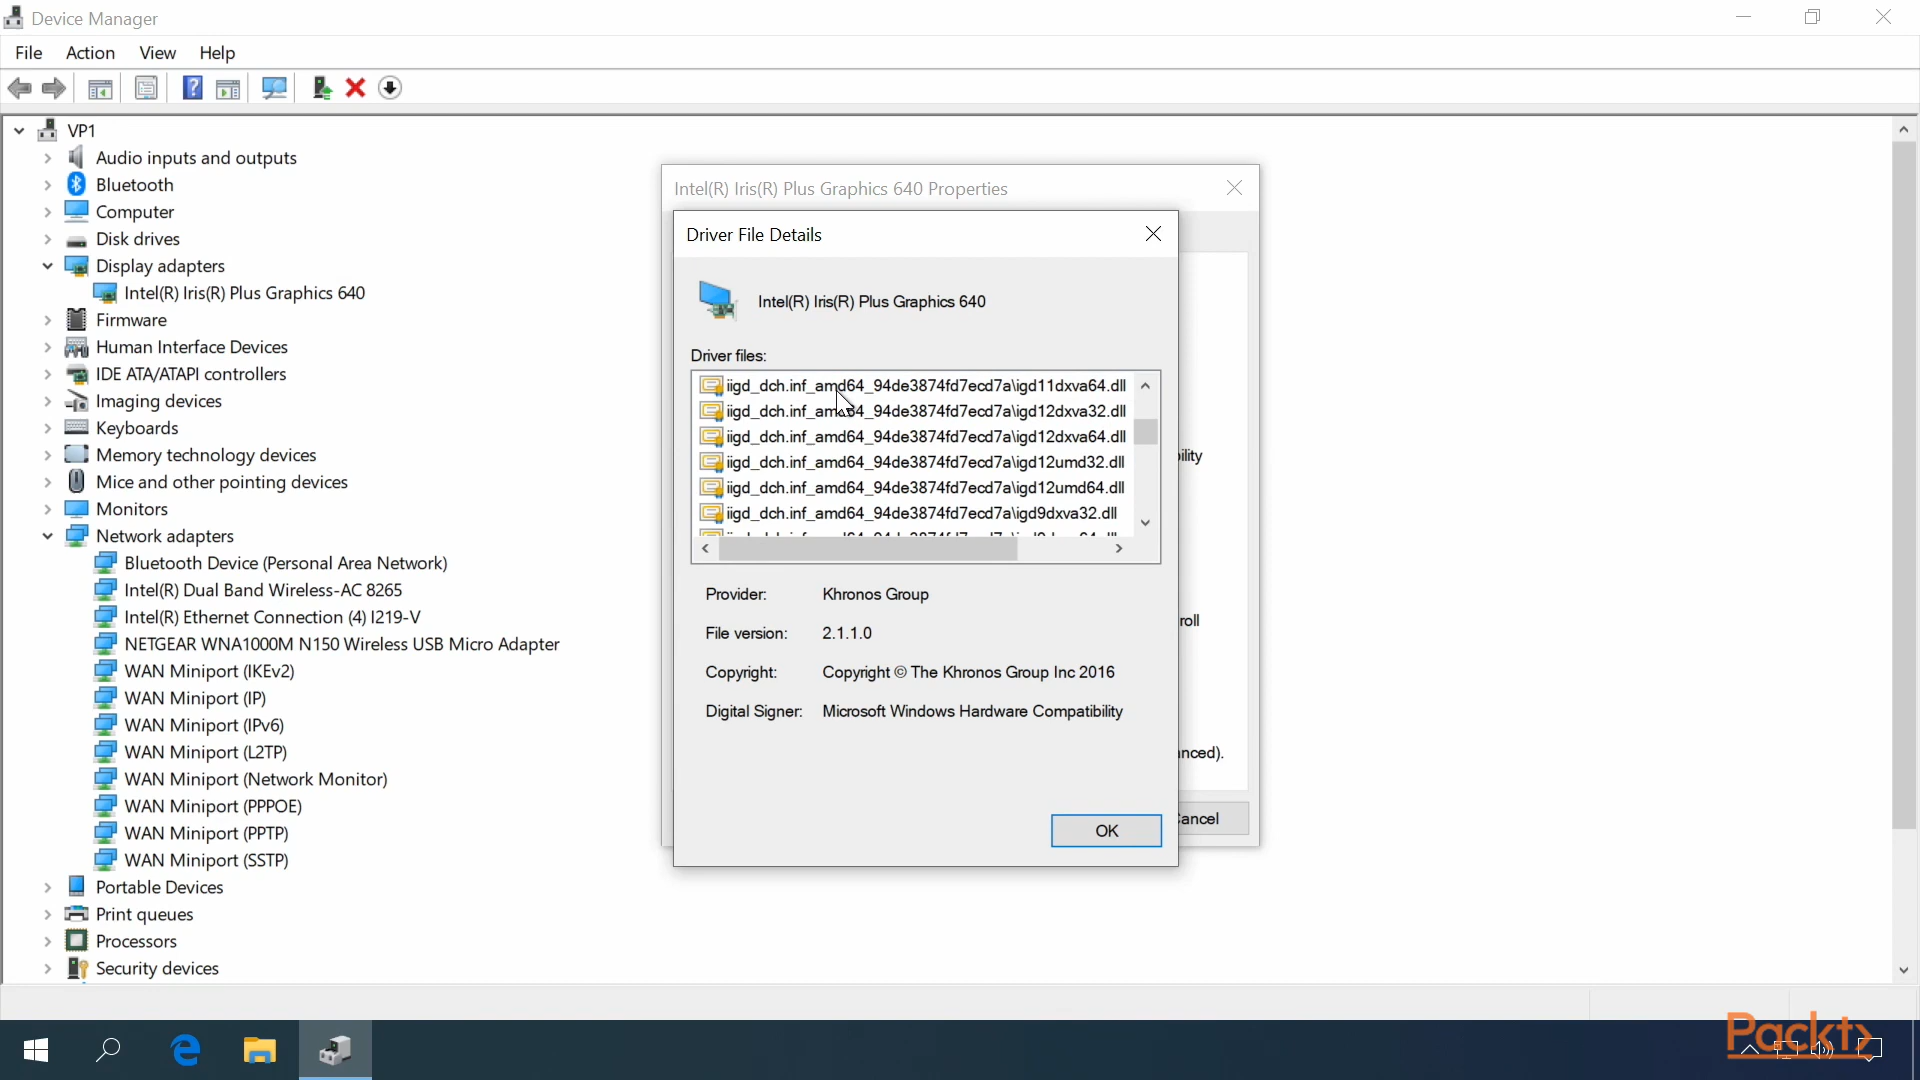 Device Manager
File Action View Help
VP1
Audio inputs and outputs
Bluetooth
Computer
Disk drives
Display adapters
Intel(R) Iris(R) Plus Graphics 640
Firmware
Human Interface Devices
IDE ATA/ATAPI controllers
Imaging devices
Keyboards
Memory technology devices
Mice and other pointing devices
Monitors
Network adapters
Bluetooth Device (Personal Area Network)
Intel(R) Dual Band Wireless-AC 8265
Intel(R) Ethernet Connection (4) I219-V
NETGEAR WNA1000M N150 Wireless USB Micro Adapter
WAN Miniport (IKEv2)
WAN Miniport (IP)
WAN Miniport (IPv6)
WAN Miniport (L2TP)
WAN Miniport (Network Monitor)
WAN Miniport (PPPOE)
WAN Miniport (PPTP)
WAN Miniport (SSTP)
Portable Devices
Print queues
Processors
Security devices
Intel(R) Iris(R) Plus Graphics 640 Properties
Driver File Details
Intel(R) Iris(R) Plus Graphics 640
Driver files:
iigd_dch.inf_amd64_94de3874fd7ecd7a\igd11dxva64.dll
iigd_dch.inf_amd64_94de3874fd7ecd7a\igd12dxva32.dll
iigd_dch.inf_amd64_94de3874fd7ecd7a\igd12dxva64.dll
iigd_dch.inf_amd64_94de3874fd7ecd7a\igd12umd32.dll
iigd_dch.inf_amd64_94de3874fd7ecd7a\igd12umd64.dll
iigd_dch.inf_amd64_94de3874fd7ecd7a\igd9dxva32.dll
Provider: Khronos Group
File version: 2.1.1.0
Copyright: Copyright © The Khronos Group Inc 2016
Digital Signer: Microsoft Windows Hardware Compatibility
OK
ility
roll
nced).
ancel
Packt